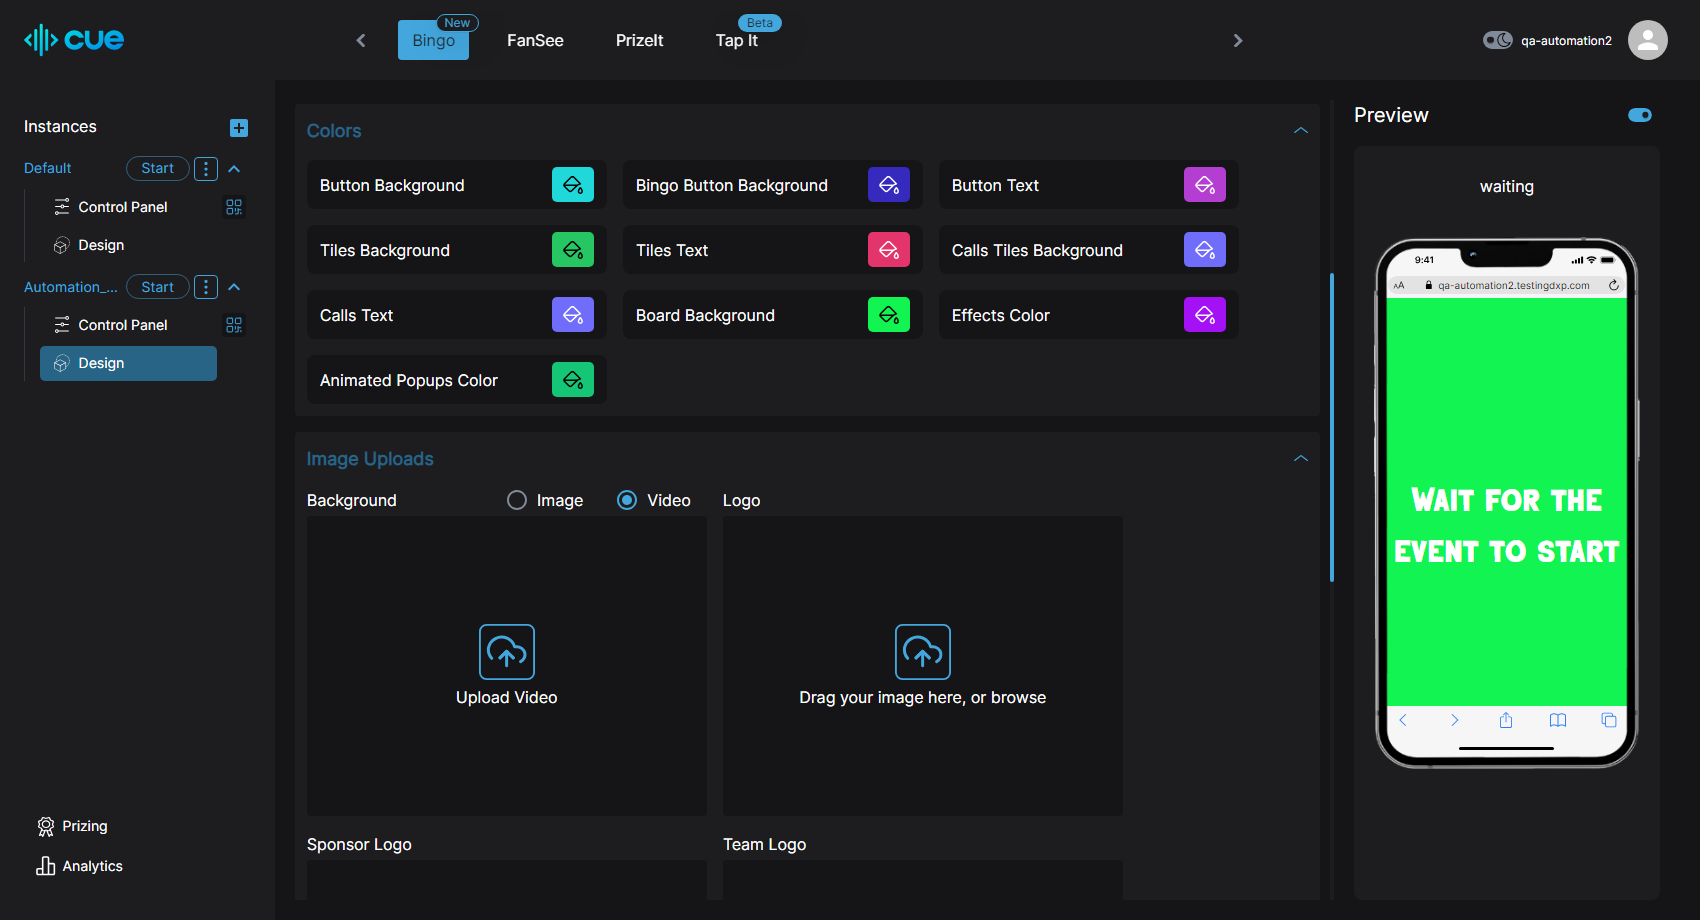 cue
Bingo
New
FanSee
PrizeIt
Tap It
Beta
qa-automation2
Instances
Default
Start
Control Panel
Design
Automation_...
Start
Control Panel
Design
Prizing
Analytics
Colors
Button Background
Bingo Button Background
Button Text
Tiles Background
Tiles Text
Calls Tiles Background
Calls Text
Board Background
Effects Color
Animated Popups Color
Image Uploads
Background
Image
Video
Logo
Upload Video
Drag your image here, or browse
Sponsor Logo
Team Logo
Preview
waiting
9:41
AA
qa-automation2.testingdxp.com
WAIT FOR THE
EVENT TO START